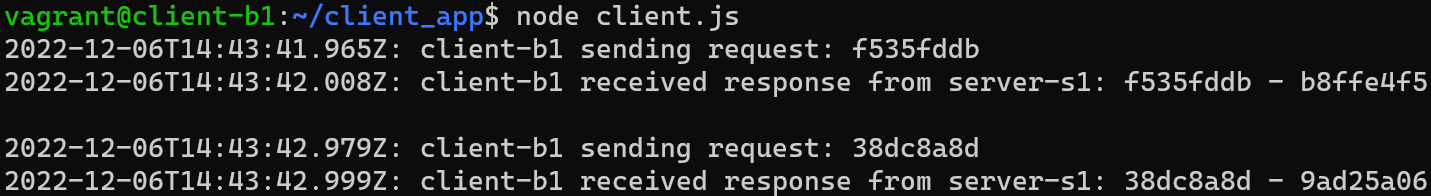 vagrant@client-b1:~/client_app$ node client.js
2022-12-06T14:43:41.965Z: client-b1 sending request: f535fddb
2022-12-06T14:43:42.008Z: client-b1 received response from server-s1: f535fddb - b8ffe4f5
2022-12-06T14:43:42.979Z: client-b1 sending request: 38dc8a8d
2022-12-06T14:43:42.999Z: client-b1 received response from server-s1: 38dc8a8d - 9ad25a06